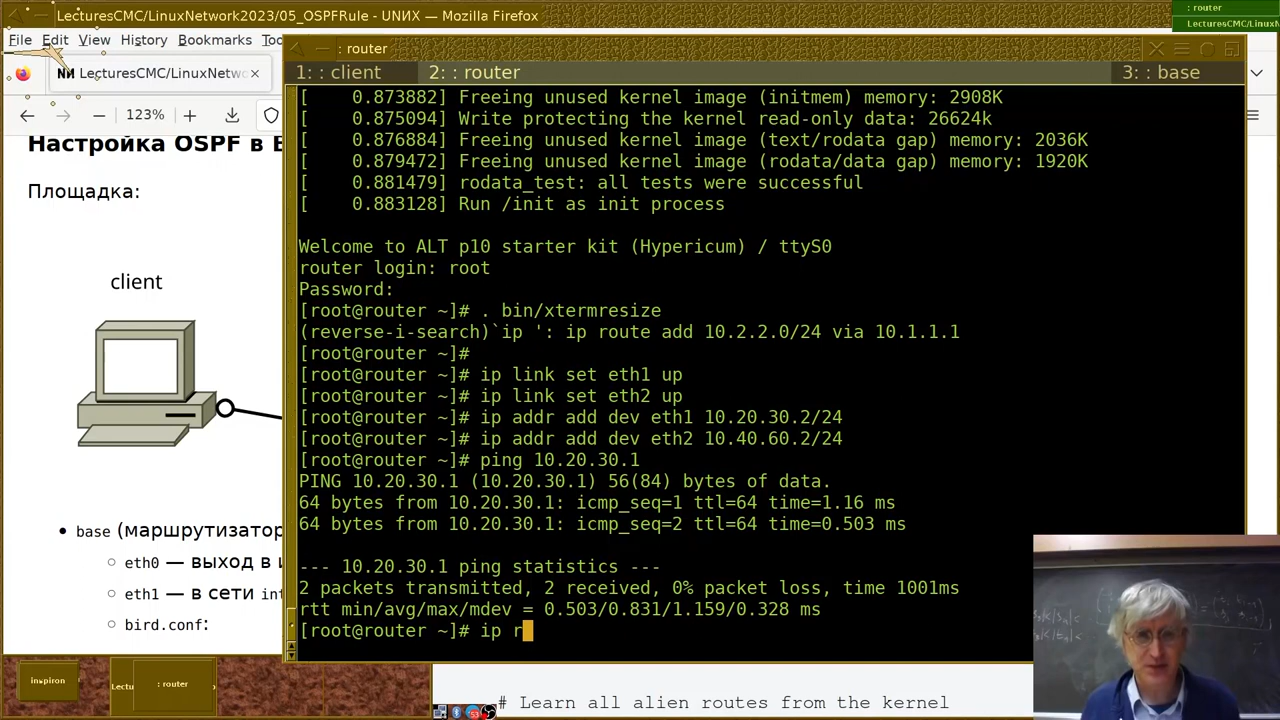 LecturesCMC/LinuxNetwork2023/05_OSPFRule - UNИX — Mozilla Firefox
: router
LecturesCMC/LinuxNetwork
File Edit View History Bookmarks
: router
LecturesCMC/LinuxNetwo
1: : client
2: : router
3: : base
123%
Настройка OSPF в
Площадка:
client
base (маршрутизатор
eth0 — выход в
eth1 — в сети
bird.conf:
[ 0.873882] Freeing unused kernel image (initmem) memory: 2908K
[ 0.875094] Write protecting the kernel read-only data: 26624k
[ 0.876884] Freeing unused kernel image (text/rodata gap) memory: 2036K
[ 0.879472] Freeing unused kernel image (rodata/data gap) memory: 1920K
[ 0.881479] rodata_test: all tests were successful
[ 0.883128] Run /init as init process
Welcome to ALT p10 starter kit (Hypericum) / ttyS0
router login: root
Password:
[root@router ~]# . bin/xtermresize
(reverse-i-search)`ip ': ip route add 10.2.2.0/24 via 10.1.1.1
[root@router ~]#
[root@router ~]# ip link set eth1 up
[root@router ~]# ip link set eth2 up
[root@router ~]# ip addr add dev eth1 10.20.30.2/24
[root@router ~]# ip addr add dev eth2 10.40.60.2/24
[root@router ~]# ping 10.20.30.1
PING 10.20.30.1 (10.20.30.1) 56(84) bytes of data.
64 bytes from 10.20.30.1: icmp_seq=1 ttl=64 time=1.16 ms
64 bytes from 10.20.30.1: icmp_seq=2 ttl=64 time=0.503 ms
--- 10.20.30.1 ping statistics ---
2 packets transmitted, 2 received, 0% packet loss, time 1001ms
rtt min/avg/max/mdev = 0.503/0.831/1.159/0.328 ms
[root@router ~]# ip r
inspiron
Lectu
: router
# Learn all alien routes from the kernel